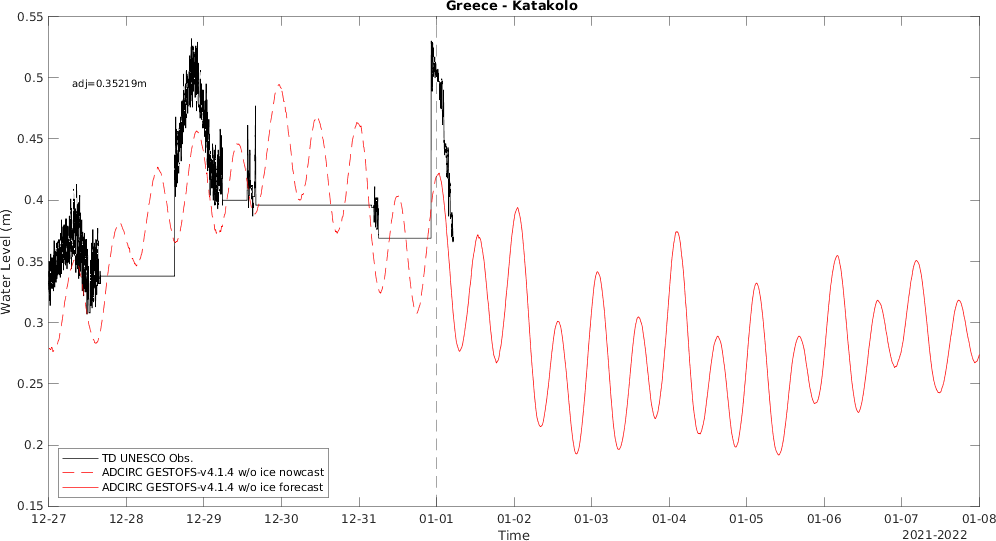 Greece - Katakolo
0.55
0.5
0.45
0.4
0.35
0.3
0.25
0.2
0.15
Water Level (m)
adj=0.35219m
TD UNESCO Obs.
ADCIRC GESTOFS-v4.1.4 w/o ice nowcast
ADCIRC GESTOFS-v4.1.4 w/o ice forecast
12-27 12-28 12-29 12-30 12-31 01-01 01-02 01-03 01-04 01-05 01-06 01-07 01-08
Time
2021-2022